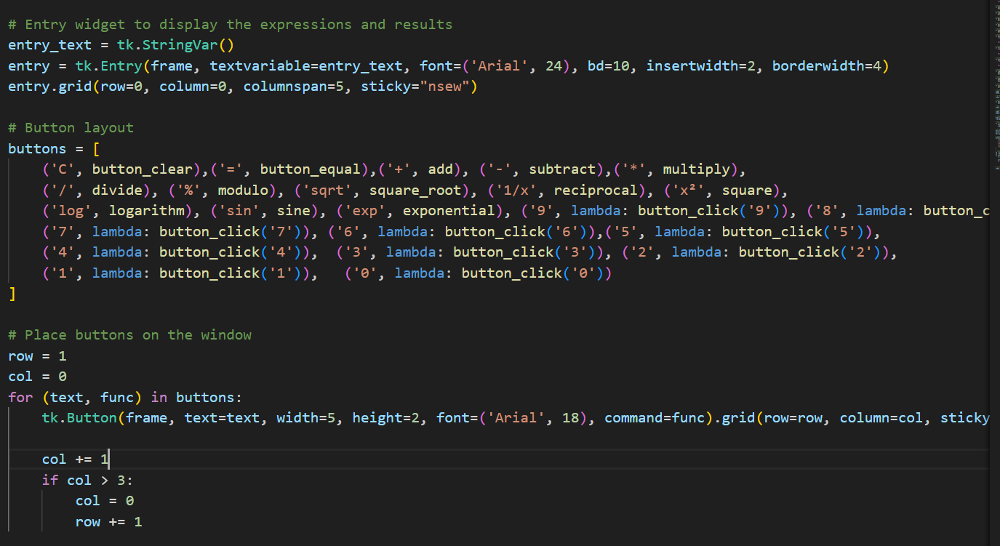 # Entry widget to display the expressions and results
entry_text = tk.StringVar()
entry = tk.Entry(frame, textvariable=entry_text, font=('Arial', 24), bd=10, insertwidth=2, borderwidth=4)
entry.grid(row=0, column=0, columnspan=5, sticky="nsew")
# Button layout
buttons = [
('C', button_clear),('=', button_equal),('+', add), ('-', subtract),('*', multiply),
('/', divide), ('%', modulo), ('sqrt', square_root), ('1/x', reciprocal), ('x²', square),
('log', logarithm), ('sin', sine), ('exp', exponential), ('9', lambda: button_click('9')), ('8', lambda: button_c
('7', lambda: button_click('7')), ('6', lambda: button_click('6')),('5', lambda: button_click('5')),
('4', lambda: button_click('4')),  ('3', lambda: button_click('3')), ('2', lambda: button_click('2')),
('1', lambda: button_click('1')),   ('0', lambda: button_click('0'))
]
# Place buttons on the window
row = 1
col = 0
for (text, func) in buttons:
tk.Button(frame, text=text, width=5, height=2, font=('Arial', 18), command=func).grid(row=row, column=col, sticky
col += 1
if col > 3:
col = 0
row += 1